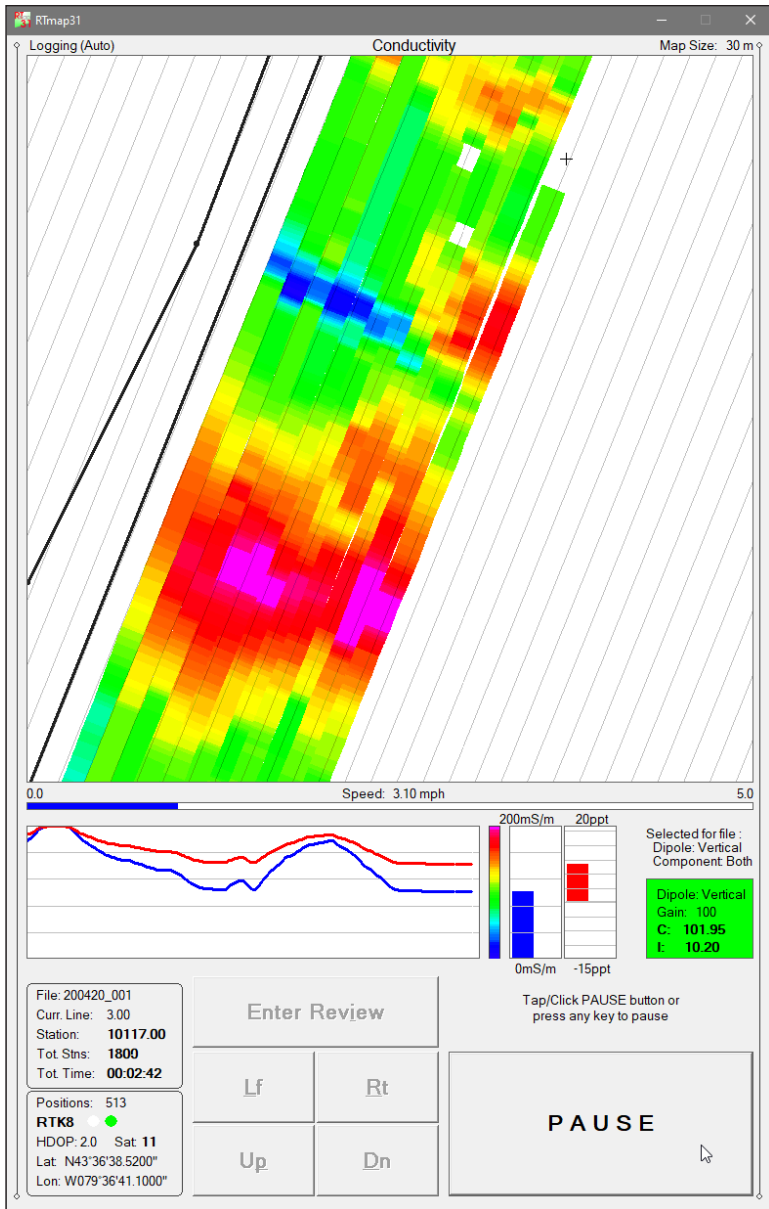 RTmap31
Logging (Auto) Conductivity Map Size: 30 m
0.0 Speed: 3.10 mph 5.0
200mS/m 20ppt
0mS/m -15ppt
Selected for file :
Dipole: Vertical
Component: Both
Dipole: Vertical
Gain: 100
C: 101.95
I: 10.20
File: 200420_001
Curr. Line: 3.00
Station: 10117.00
Tot. Stns: 1800
Tot. Time: 00:02:42
Positions: 513
RTK8
HDOP: 2.0 Sat: 11
Lat: N43°36'38.5200"
Lon: W079°36'41.1000"
Enter Review
Lf Rt
Up Dn
Tap/Click PAUSE button or
press any key to pause
PAUSE